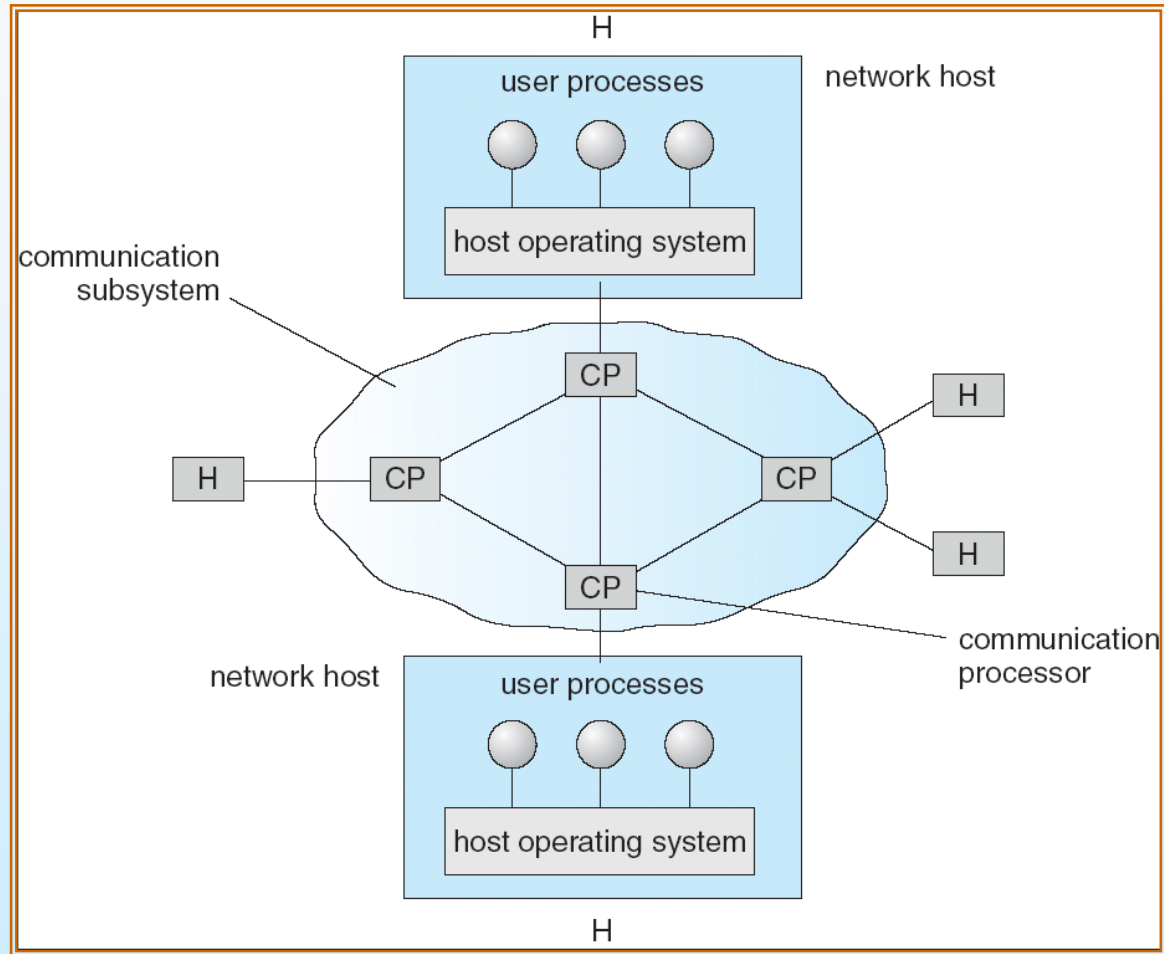 H
user processes
network host
host operating system
communication
subsystem
CP
H
H
CP
CP
H
CP
communication
processor
network host
user processes
host operating system
H